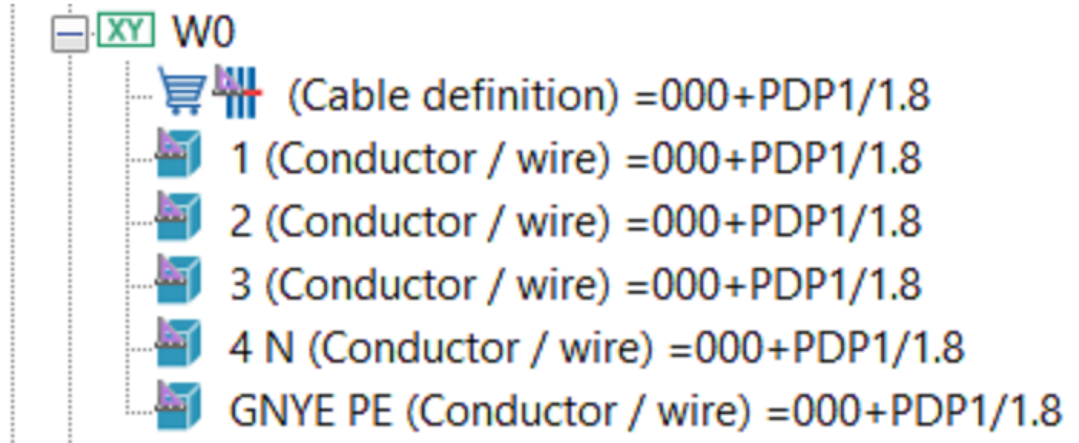 XY W0
(Cable definition) =000+PDP1/1.8
1 (Conductor / wire) =000+PDP1/1.8
2 (Conductor / wire) =000+PDP1/1.8
3 (Conductor / wire) =000+PDP1/1.8
4 N (Conductor / wire) =000+PDP1/1.8
GNYE PE (Conductor / wire) =000+PDP1/1.8